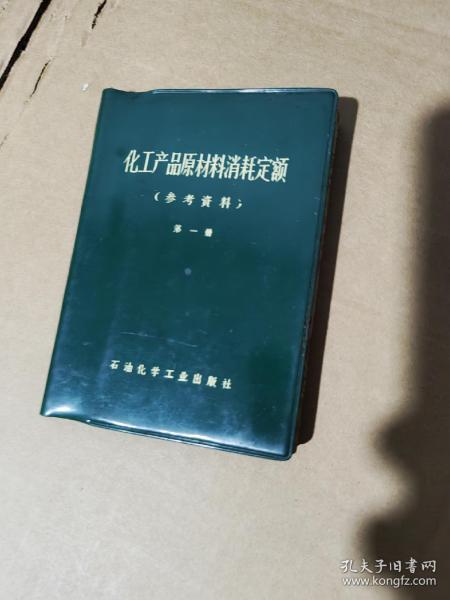 化工产品原材料消耗定额
（参考資料）
第一册
石油化学工业出版社
孔夫子旧书网
www.kongfz.com